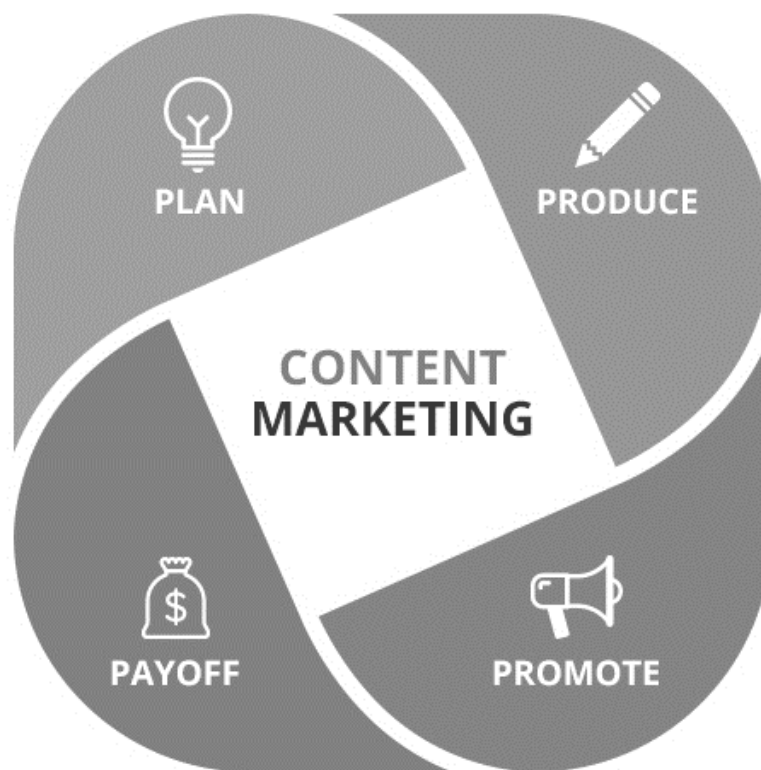 PLAN
PRODUCE
CONTENT
MARKETING
$
PAYOFF
PROMOTE